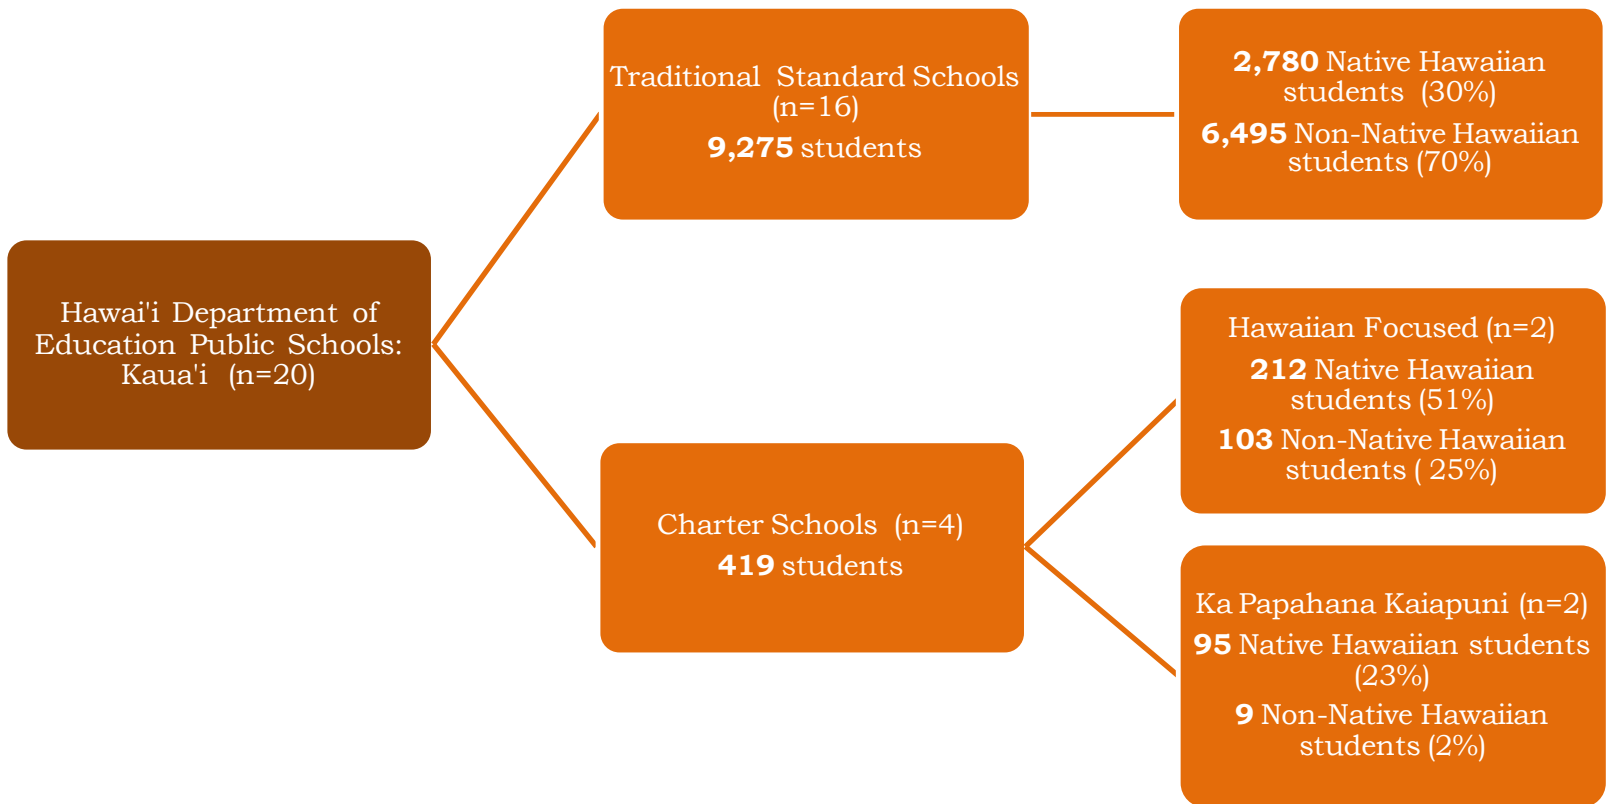 Hawai'i Department of
Education Public Schools:
Kaua'i (n=20)
Traditional Standard Schools
(n=16)
9,275 students
2,780 Native Hawaiian
students (30%)
6,495 Non-Native Hawaiian
students (70%)
Charter Schools (n=4)
419 students
Hawaiian Focused (n=2)
212 Native Hawaiian
students (51%)
103 Non-Native Hawaiian
students ( 25%)
Ka Papahana Kaiapuni (n=2)
95 Native Hawaiian students
(23%)
9 Non-Native Hawaiian
students (2%)